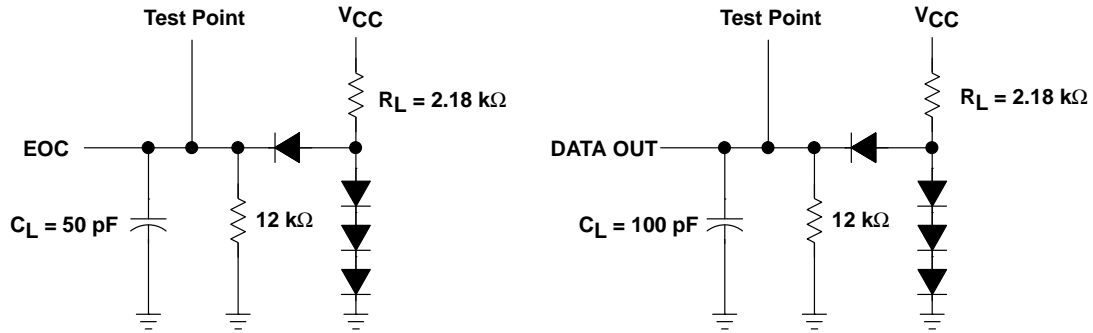 Test Point
VCC
RL = 2.18 kΩ
EOC
CL = 50 pF
12 kΩ
Test Point
VCC
RL = 2.18 kΩ
DATA OUT
CL = 100 pF
12 kΩ